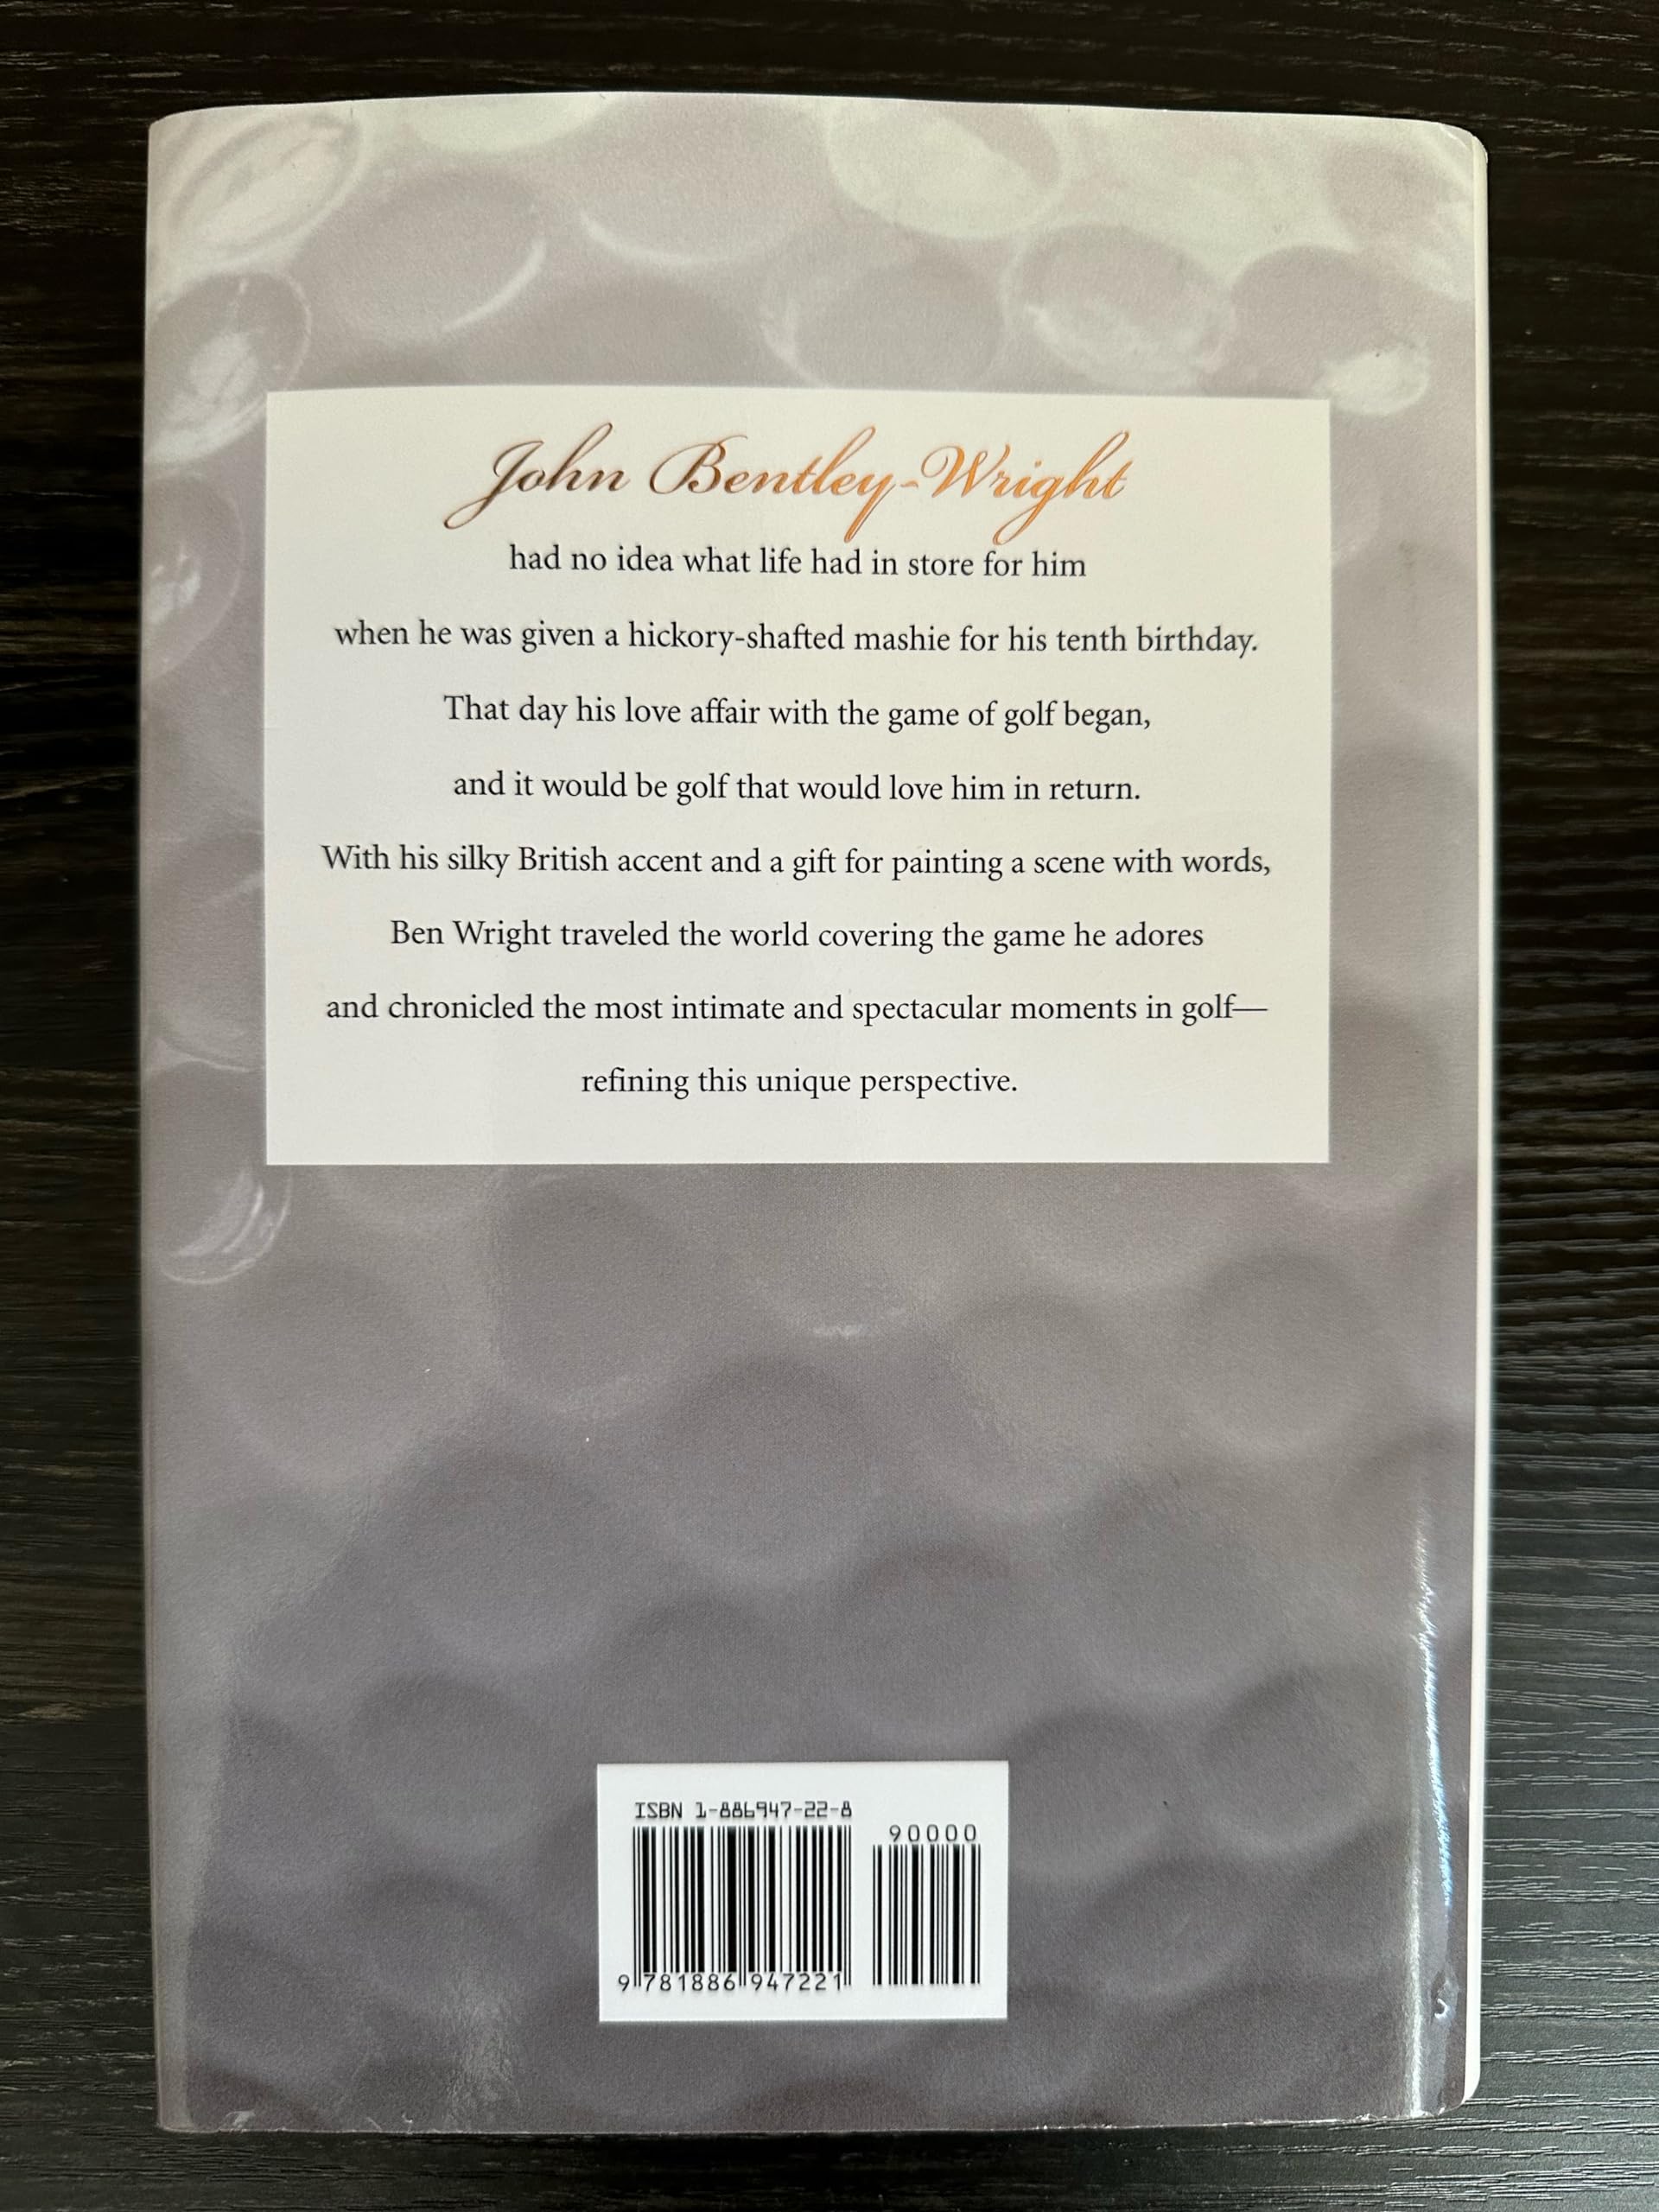 John Bentley-Wright
had no idea what life had in store for him
when he was given a hickory-shafted mashie for his tenth birthday.
That day his love affair with the game of golf began,
and it would be golf that would love him in return.
With his silky British accent and a gift for painting a scene with words,
Ben Wright traveled the world covering the game he adores
and chronicled the most intimate and spectacular moments in golf—
refining this unique perspective.
ISBN 1-886947-22-8
90000
9 781886 947221